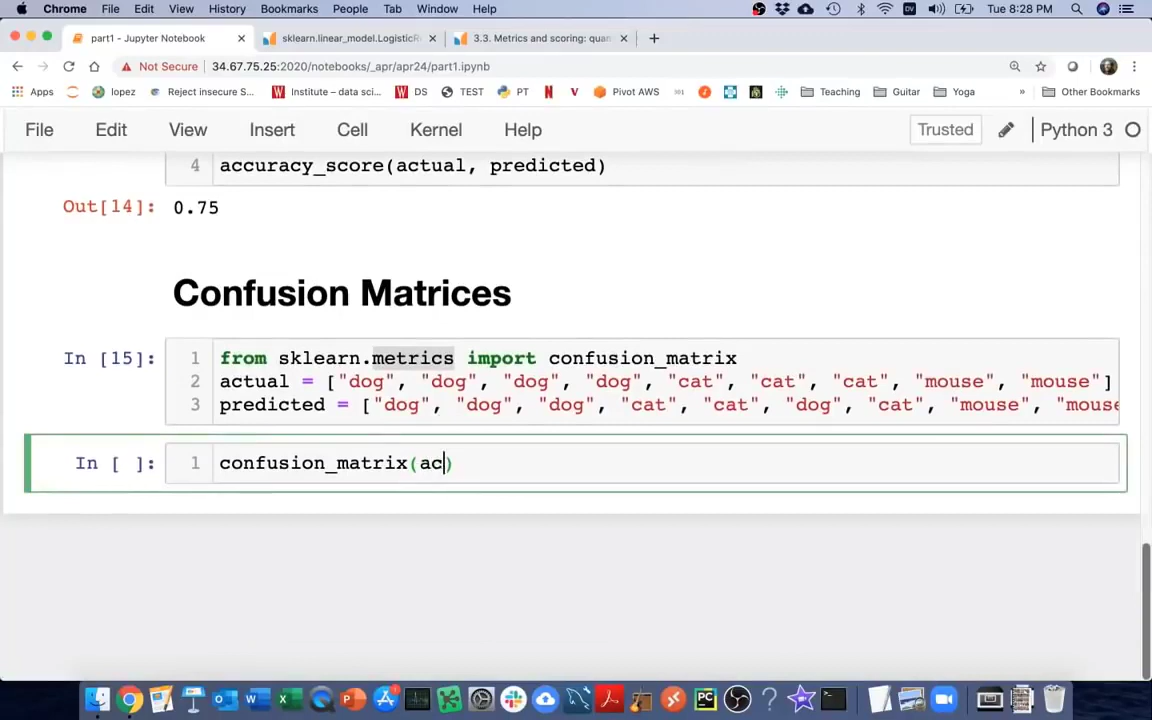 Chrome File Edit View History Bookmarks People Tab Window Help Tue 8:28 PM
part1 - Jupyter Notebook sklearn.linear_model.LogisticR 3.3. Metrics and scoring: quan
Not Secure 34.67.75.25:2020/notebooks/_apr/apr24/part1.ipynb
Apps lopez Reject insecure S... Institute – data sci... DS TEST PT Pivot AWS Teaching Guitar Yoga » Other Bookmarks
File Edit View Insert Cell Kernel Help Trusted Python 3
4 accuracy_score(actual, predicted)
Out[14]: 0.75
Confusion Matrices
In [15]: 1 from sklearn.metrics import confusion_matrix
2 actual = ["dog", "dog", "dog", "dog", "cat", "cat", "cat", "mouse", "mouse"]
3 predicted = ["dog", "dog", "dog", "cat", "cat", "dog", "cat", "mouse", "mouse
In [ ]: 1 confusion_matrix(ac)